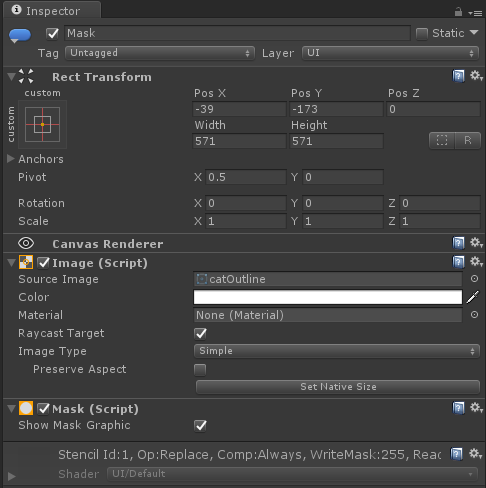 Inspector
Mask Static
Tag Untagged Layer UI
Rect Transform
custom Pos X Pos Y Pos Z
custom
-39 -173 0
Width Height
571 571 R
Anchors
Pivot X 0.5 Y 0
Rotation X 0 Y 0 Z 0
Scale X 1 Y 1 Z 1
Canvas Renderer
Image (Script)
Source Image catOutline
Color
Material None (Material)
Raycast Target
Image Type Simple
Preserve Aspect
Set Native Size
Mask (Script)
Show Mask Graphic
Stencil Id:1, Op:Replace, Comp:Always, WriteMask:255, Reac
Shader UI/Default